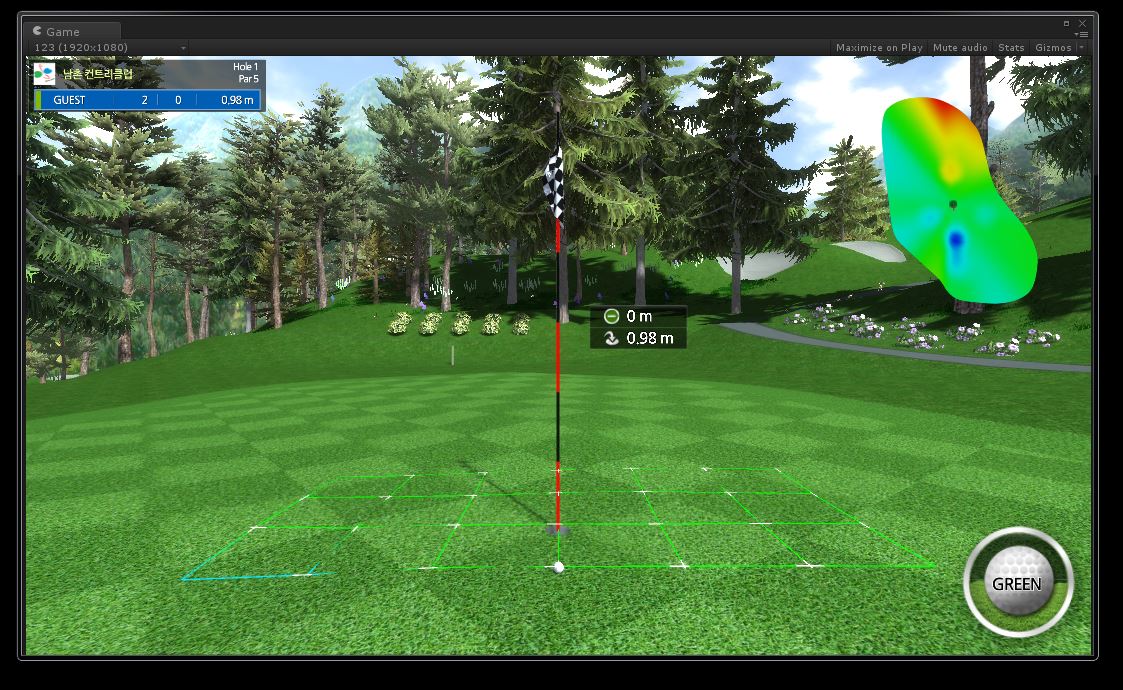 Game
123 (1920x1080)
Maximize on Play Mute audio Stats Gizmos
남촌 컨트리클럽
Hole 1
Par 5
GUEST 2 0 0.98 m
0 m
0.98 m
GREEN